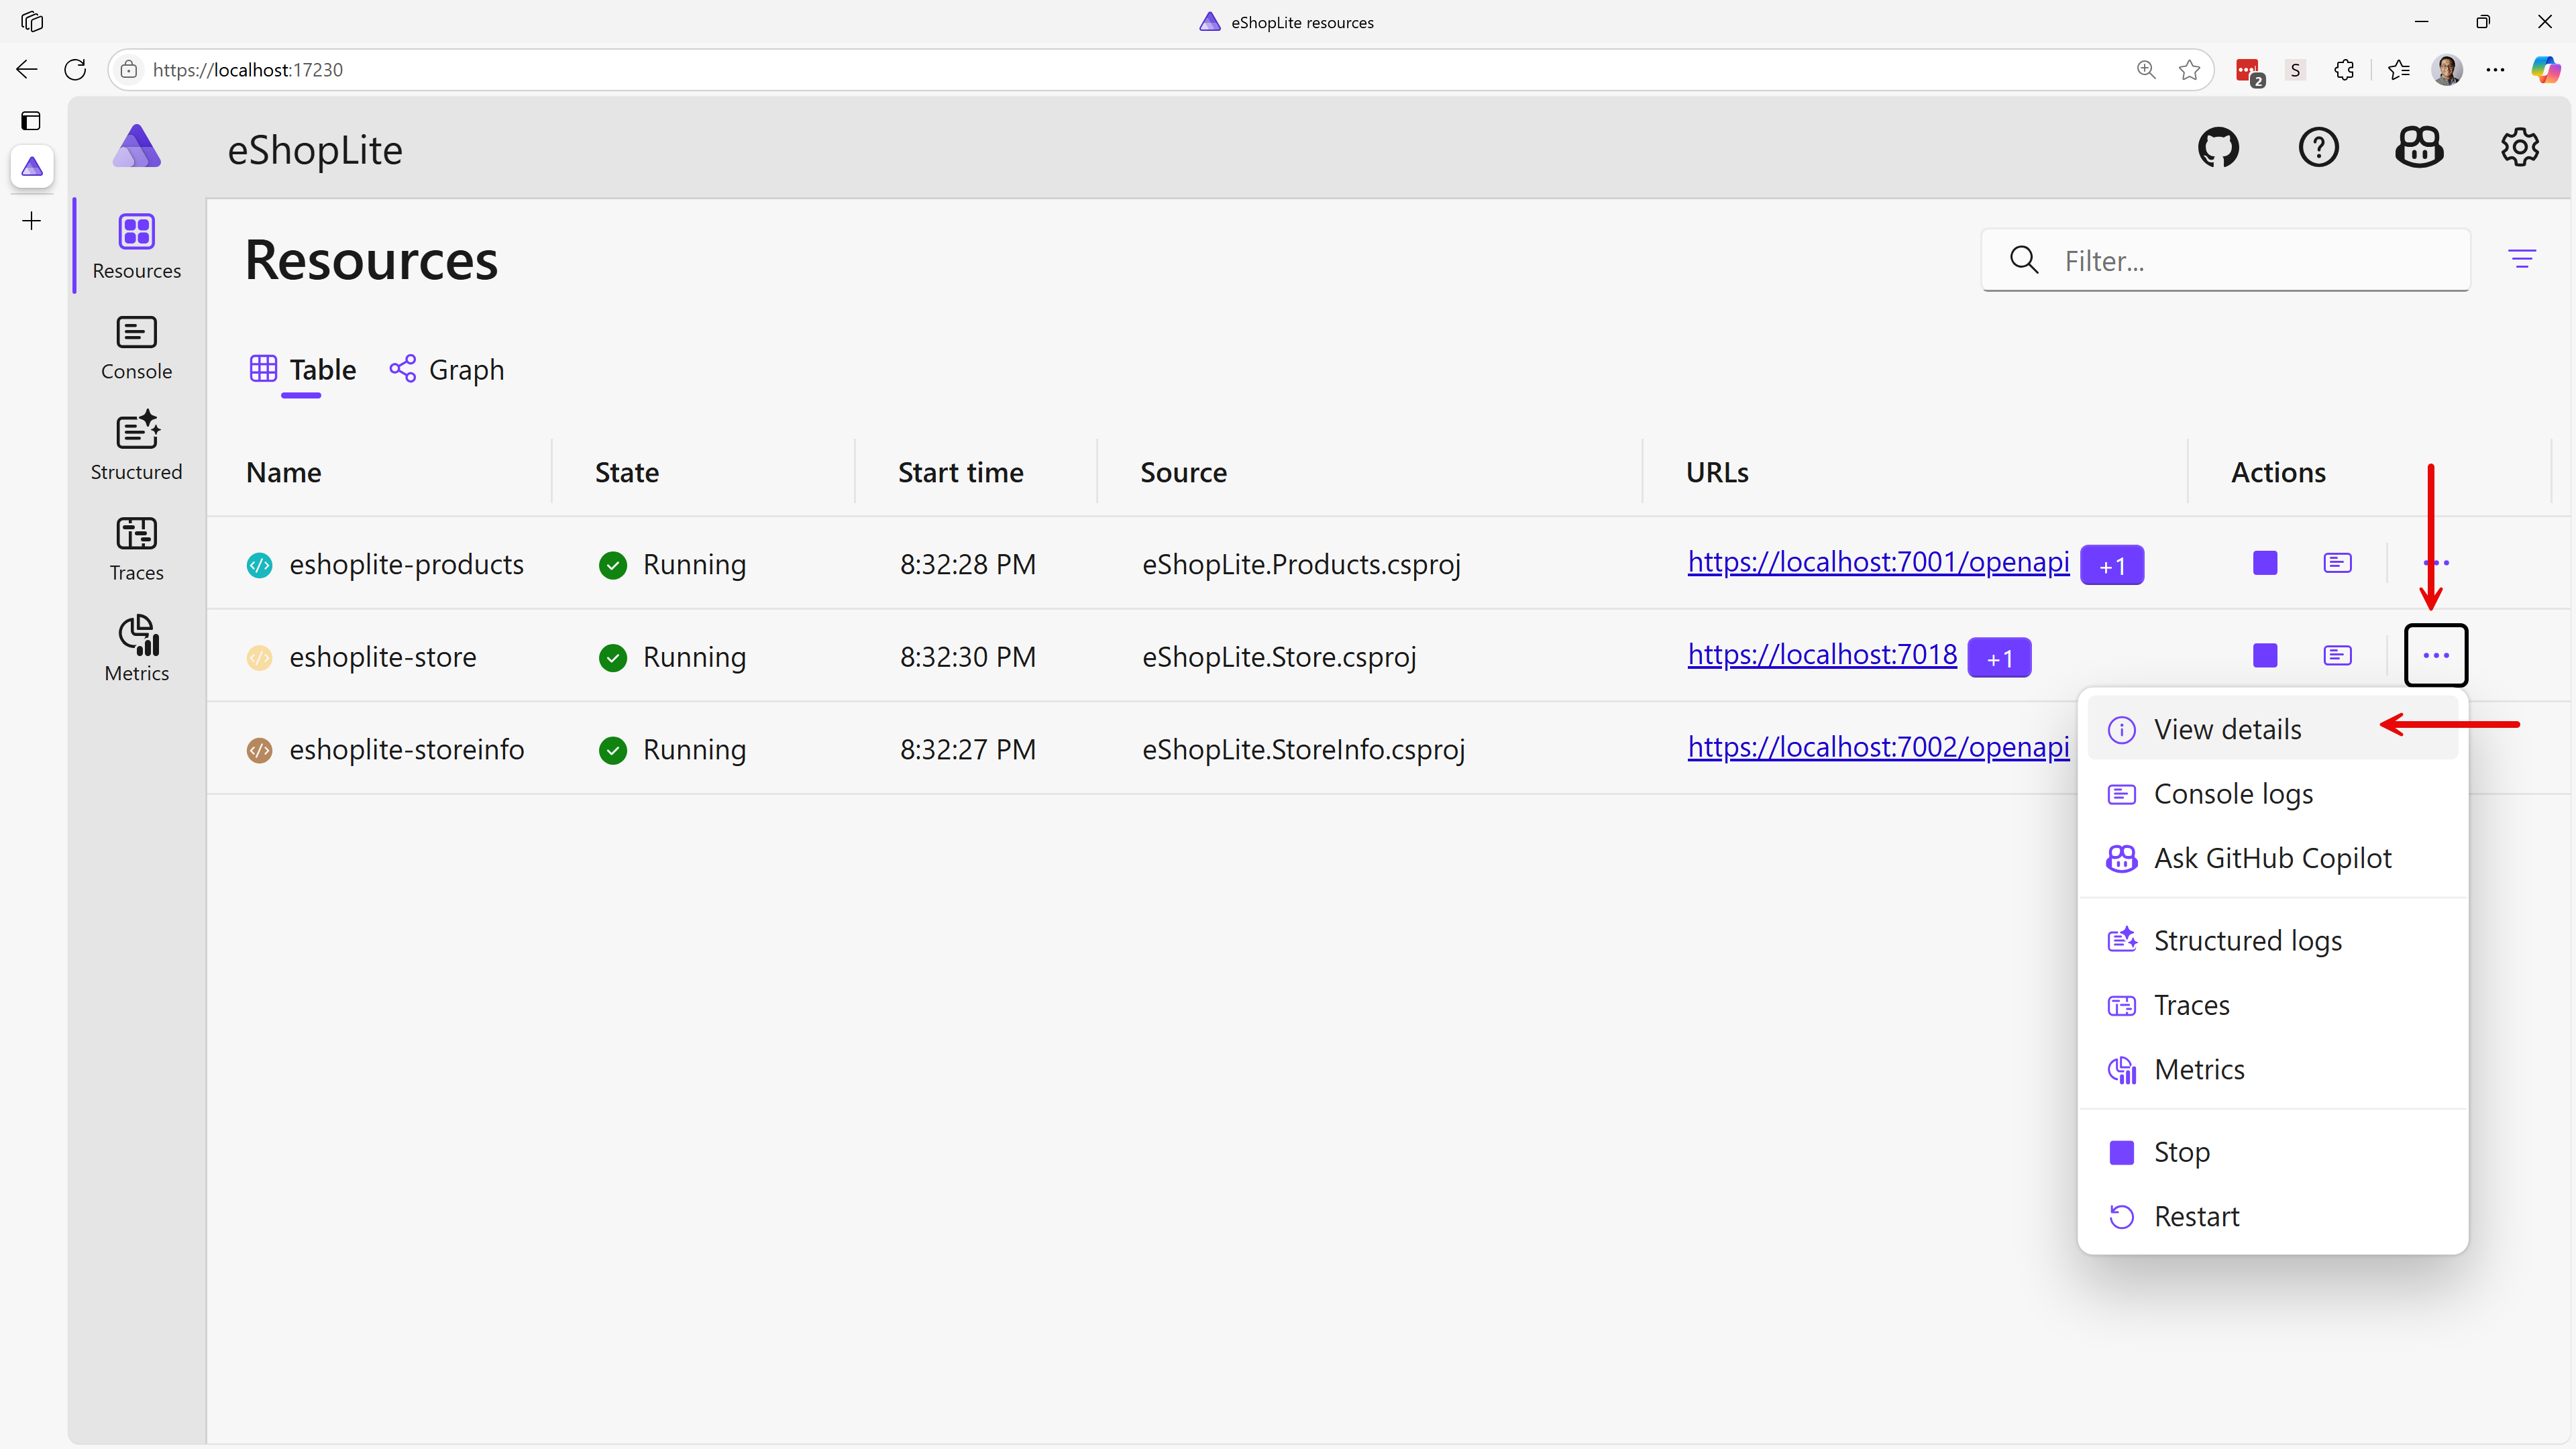 eShopLite resources
https://localhost:17230
2
S
eShopLite
Resources
Console
Structured
Traces
Metrics
Resources
Filter...
Table
Graph
Name State Start time Source URLs Actions
eshoplite-products Running 8:32:28 PM eShopLite.Products.csproj https://localhost:7001/openapi +1
eshoplite-store Running 8:32:30 PM eShopLite.Store.csproj https://localhost:7018 +1
eshoplite-storeinfo Running 8:32:27 PM eShopLite.StoreInfo.csproj https://localhost:7002/openapi
View details
Console logs
Ask GitHub Copilot
Structured logs
Traces
Metrics
Stop
Restart